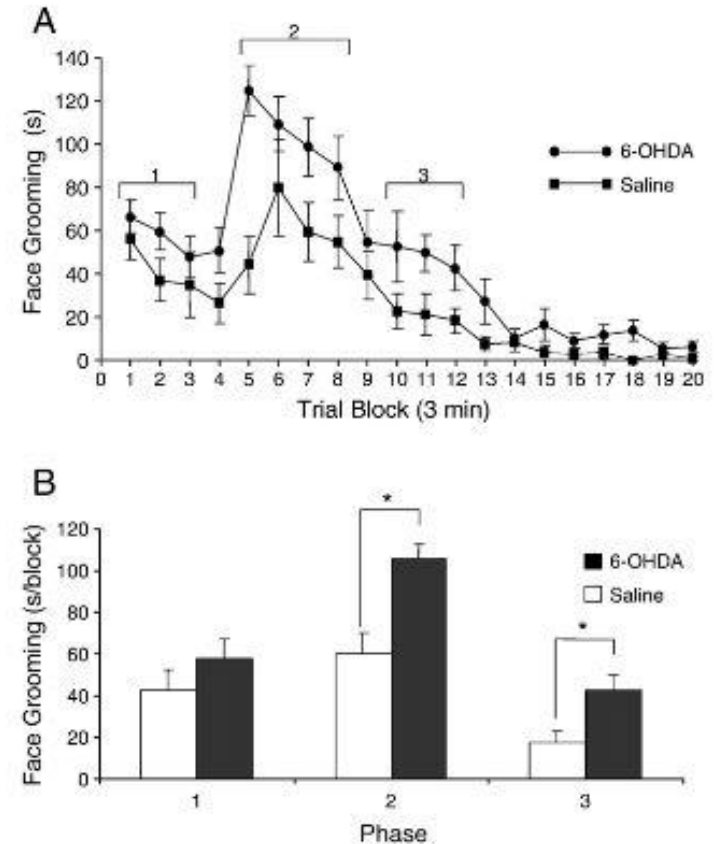 A
2
1
3
140
120
100
80
60
40
20
0
Face Grooming (s)
6-OHDA
Saline
0 1 2 3 4 5 6 7 8 9 10 11 12 13 14 15 16 17 18 19 20
Trial Block (3 min)
B
*
*
120
100
80
60
40
20
0
Face Grooming (s/block)
6-OHDA
Saline
1 2 3
Phase